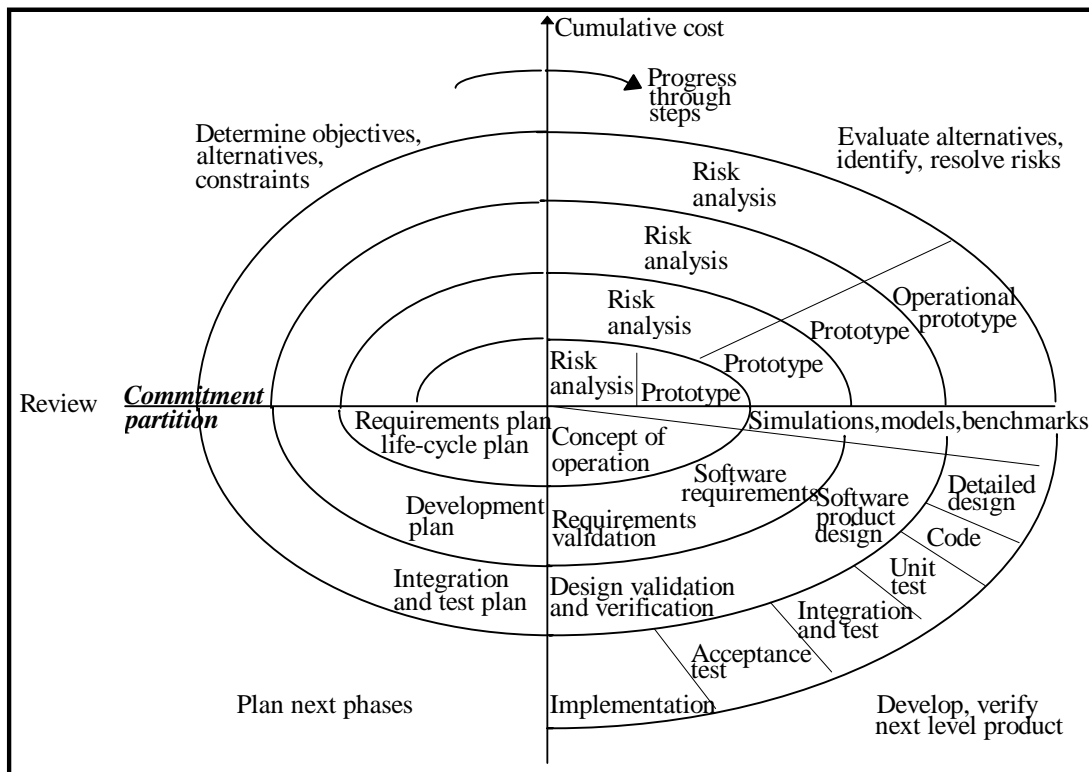 Cumulative cost
Progress
through
steps
Determine objectives,
alternatives,
constraints
Evaluate alternatives,
identify, resolve risks
Risk
analysis
Risk
analysis
Risk
analysis
Risk
analysis
Operational
prototype
Prototype
Prototype
Prototype
Review
Commitment
partition
Requirements plan
life-cycle plan
Concept of
operation
Simulations,models,benchmarks
Software
requirements
Software
product
design
Detailed
design
Development
plan
Requirements
validation
Code
Unit
test
Integration
and test plan
Design validation
and verification
Integration
and test
Acceptance
test
Plan next phases
Implementation
Develop, verify
next level product